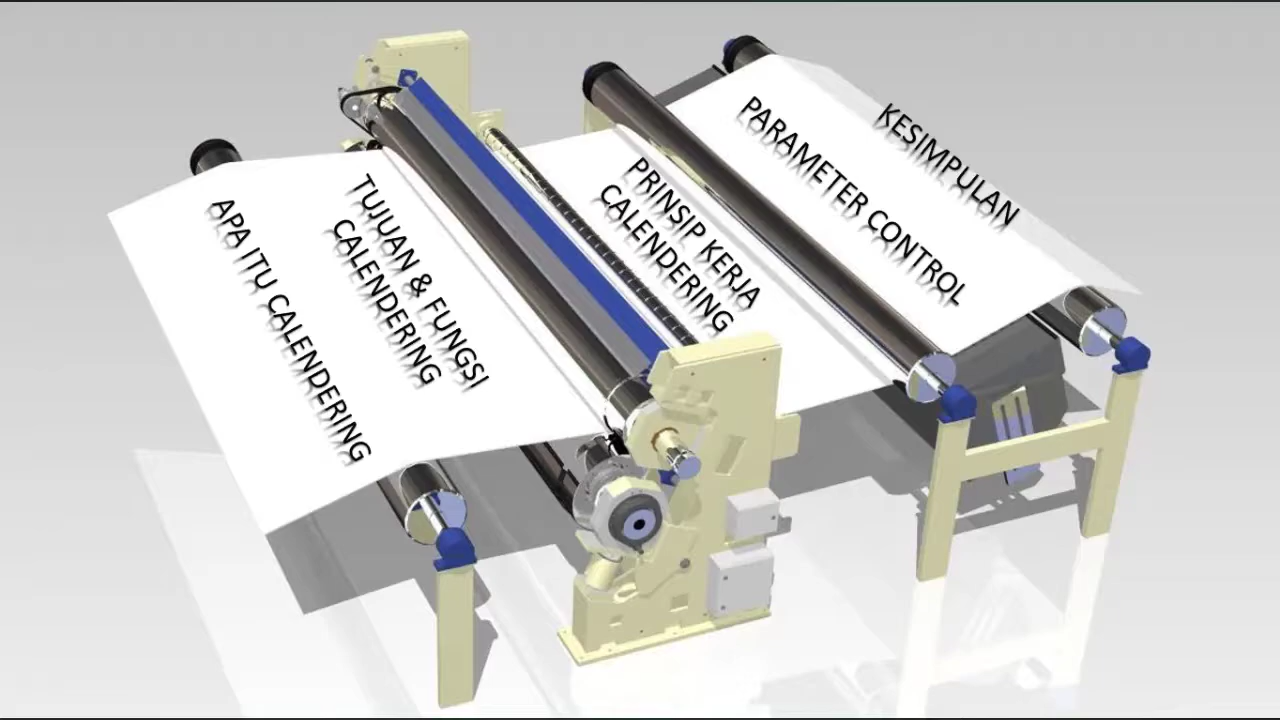 APA ITU CALENDERING
TUJUAN & FUNGSI
CALENDERING
PRINSIP KERJA
CALENDERING
PARAMETER CONTROL
KESIMPULAN